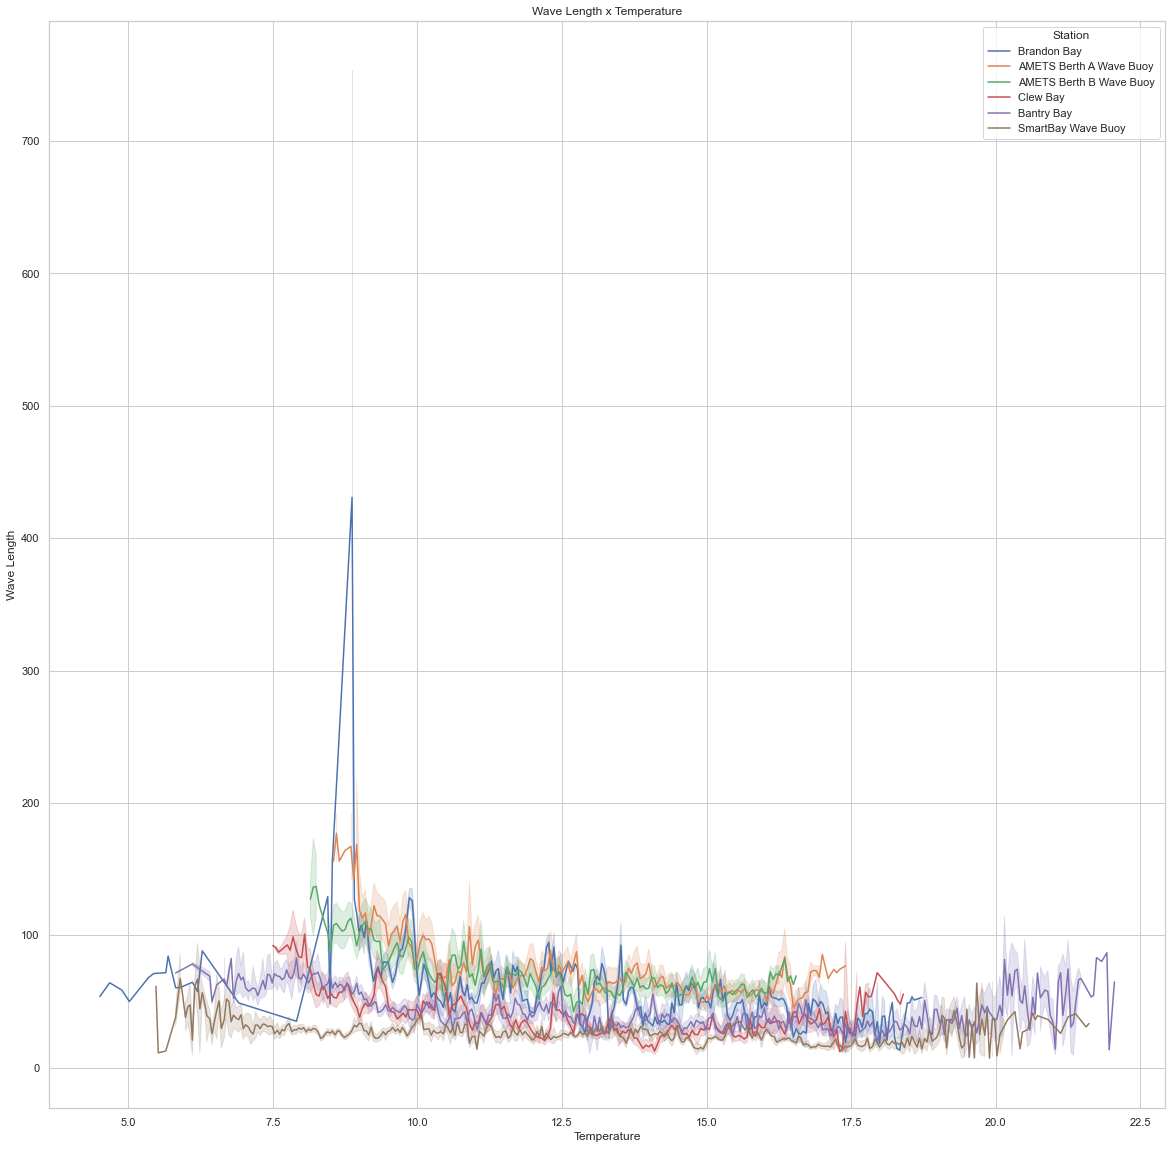 Wave Length x Temperature
Station
Brandon Bay
AMETS Berth A Wave Buoy
AMETS Berth B Wave Buoy
Clew Bay
Bantry Bay
SmartBay Wave Buoy
Wave Length
700
600
500
400
300
200
100
0
5.0 7.5 10.0 12.5 15.0 17.5 20.0 22.5
Temperature